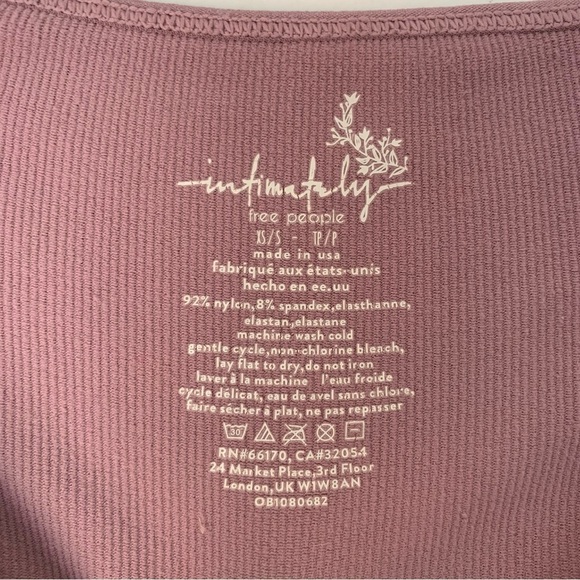 intimately
free people
XS/S - TP/P
made in usa
fabriqué aux états-unis
hecho en ee.uu
92% nylon,8% spandex,elasthanne,
elastan,elastane
machine wash cold
gentle cycle,non-chlorine bleach,
lay flat to dry,do not iron
laver à la machine l'eau froide
cycle délicat, eau de avel sans chlore,
faire sécher à plat, ne pas repasser
30
RN#66170, CA#32054
24 Market Place,3rd Floor
London,UK W1W8AN
OB1080682